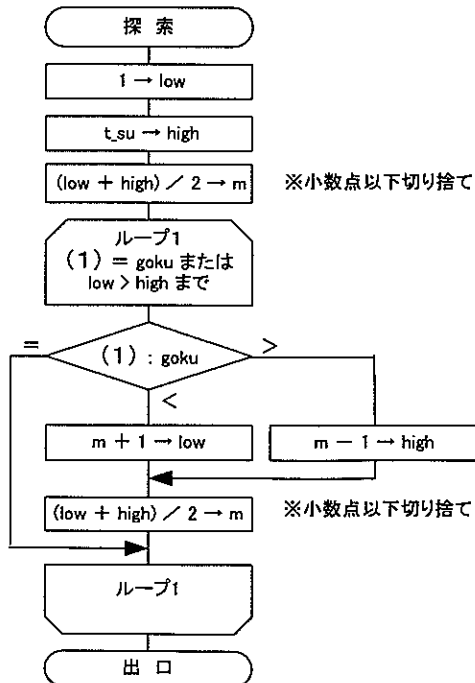 探 索
1 → low
t_su → high
(low + high) / 2 → m
※小数点以下切り捨て
ループ1
(1) = goku または
low > high まで
=
(1) : goku
>
<
m + 1 → low
m − 1 → high
(low + high) / 2 → m
※小数点以下切り捨て
ループ1
出 口